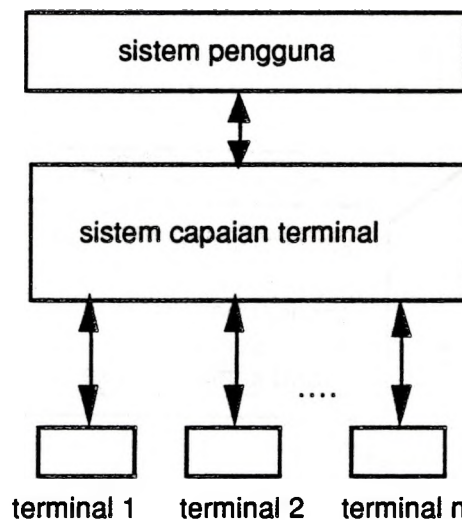 sistem pengguna
sistem capaian terminal
....
terminal 1 terminal 2 terminal n